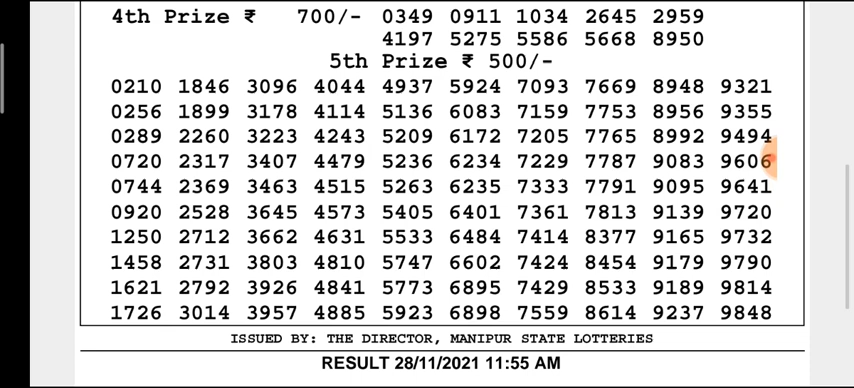 4th Prize ₹ 700/- 0349 0911 1034 2645 2959
4197 5275 5586 5668 8950
5th Prize ₹ 500/-
0210 1846 3096 4044 4937 5924 7093 7669 8948 9321
0256 1899 3178 4114 5136 6083 7159 7753 8956 9355
0289 2260 3223 4243 5209 6172 7205 7765 8992 9494
0720 2317 3407 4479 5236 6234 7229 7787 9083 9606
0744 2369 3463 4515 5263 6235 7333 7791 9095 9641
0920 2528 3645 4573 5405 6401 7361 7813 9139 9720
1250 2712 3662 4631 5533 6484 7414 8377 9165 9732
1458 2731 3803 4810 5747 6602 7424 8454 9179 9790
1621 2792 3926 4841 5773 6895 7429 8533 9189 9814
1726 3014 3957 4885 5923 6898 7559 8614 9237 9848
ISSUED BY: THE DIRECTOR, MANIPUR STATE LOTTERIES
RESULT 28/11/2021 11:55 AM